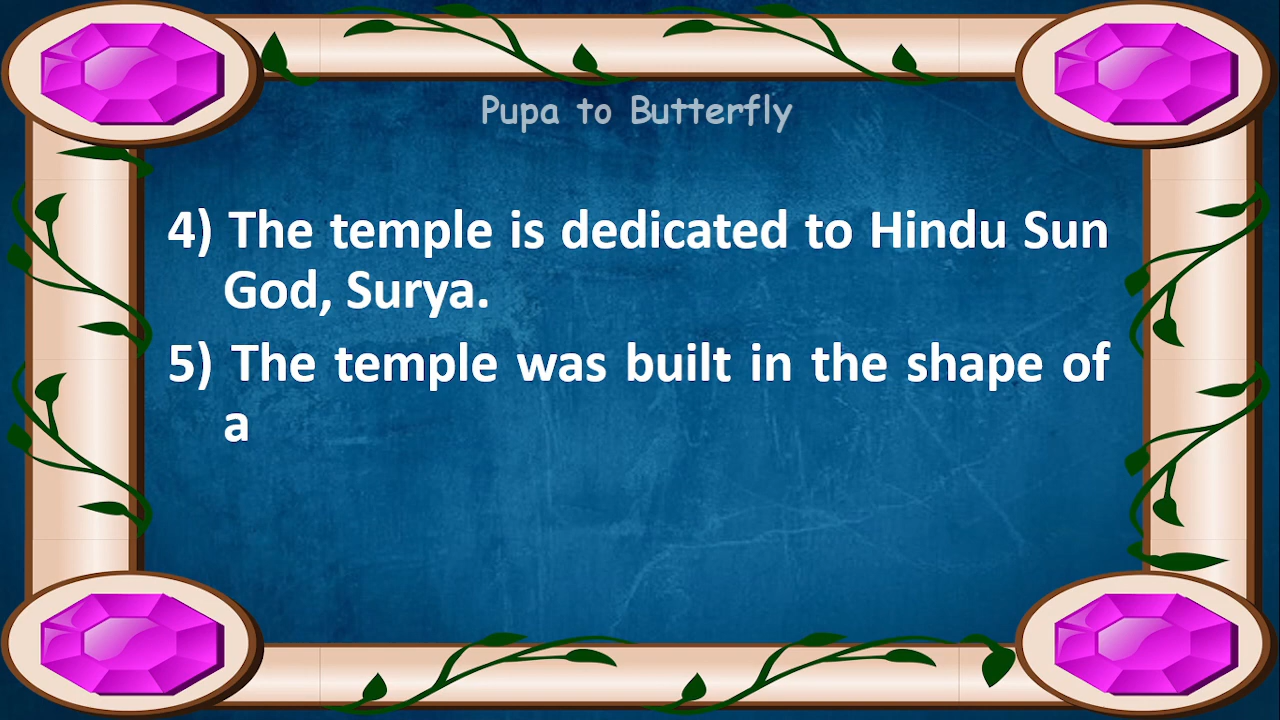 Pupa to Butterfly
4) The temple is dedicated to Hindu Sun
God, Surya.
5) The temple was built in the shape of
a